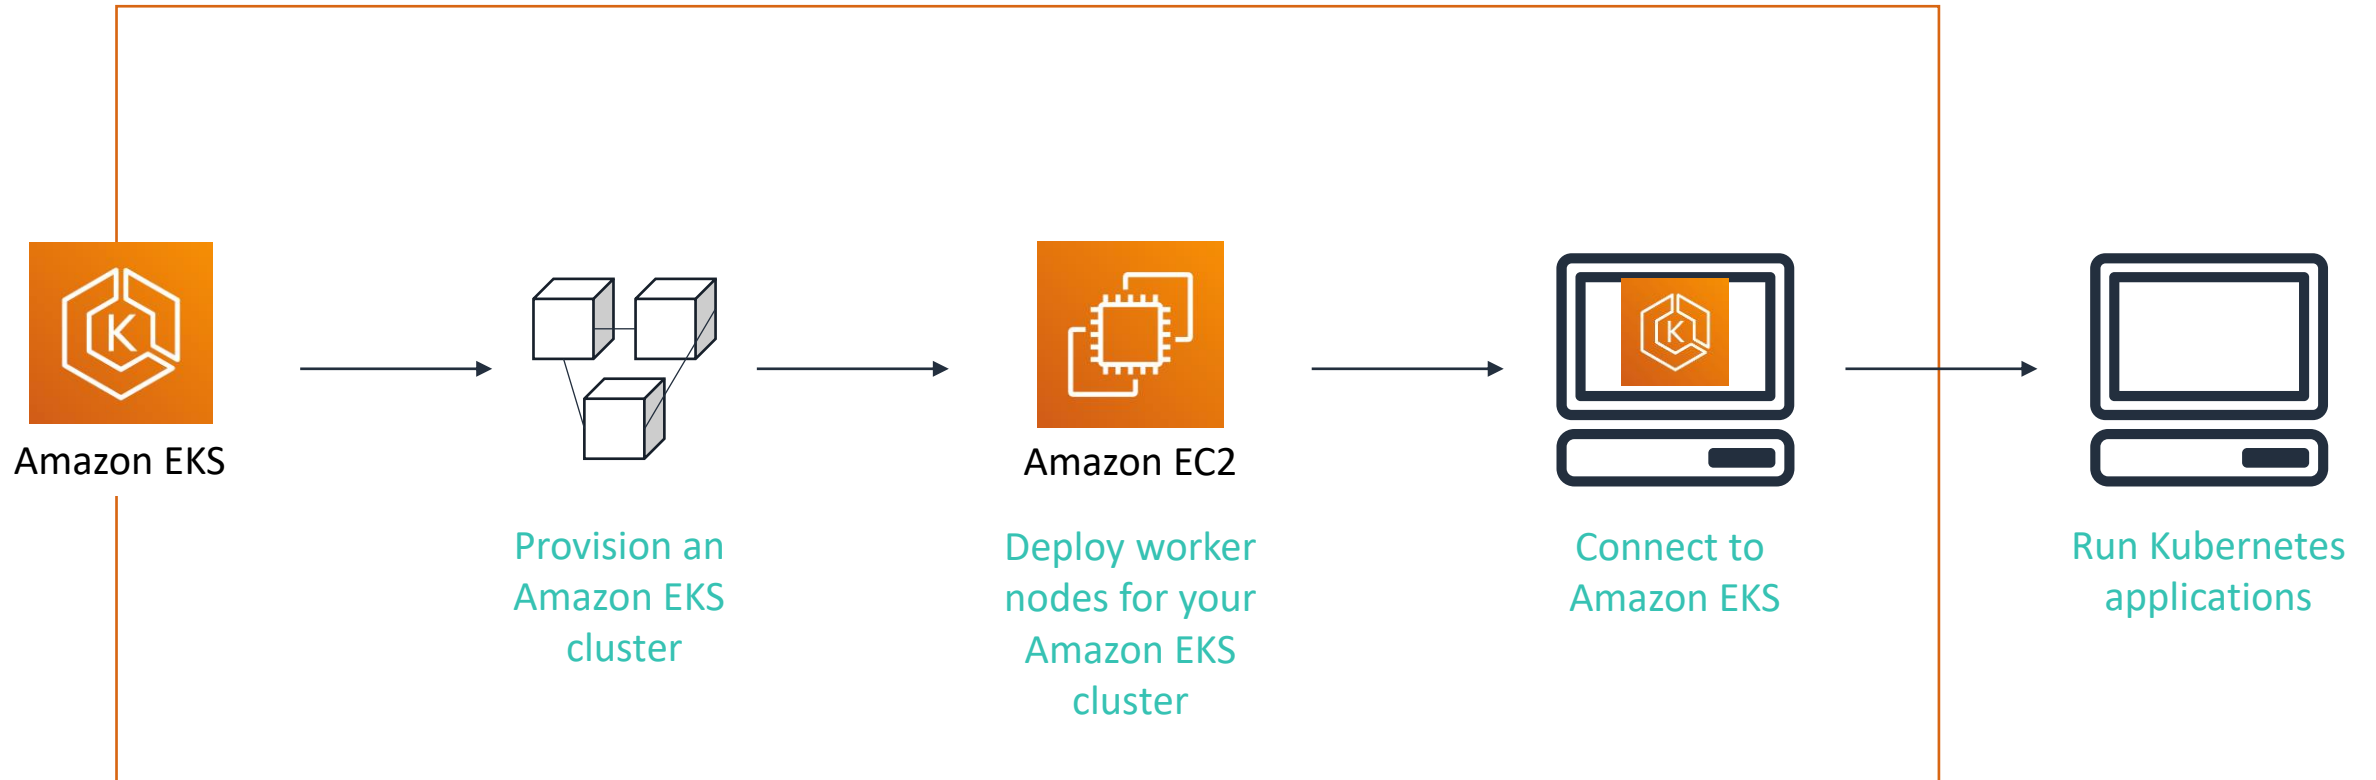 K
Amazon EKS
Provision an
Amazon EKS
cluster
Amazon EC2
Deploy worker
nodes for your
Amazon EKS
cluster
K
Connect to
Amazon EKS
Run Kubernetes
applications